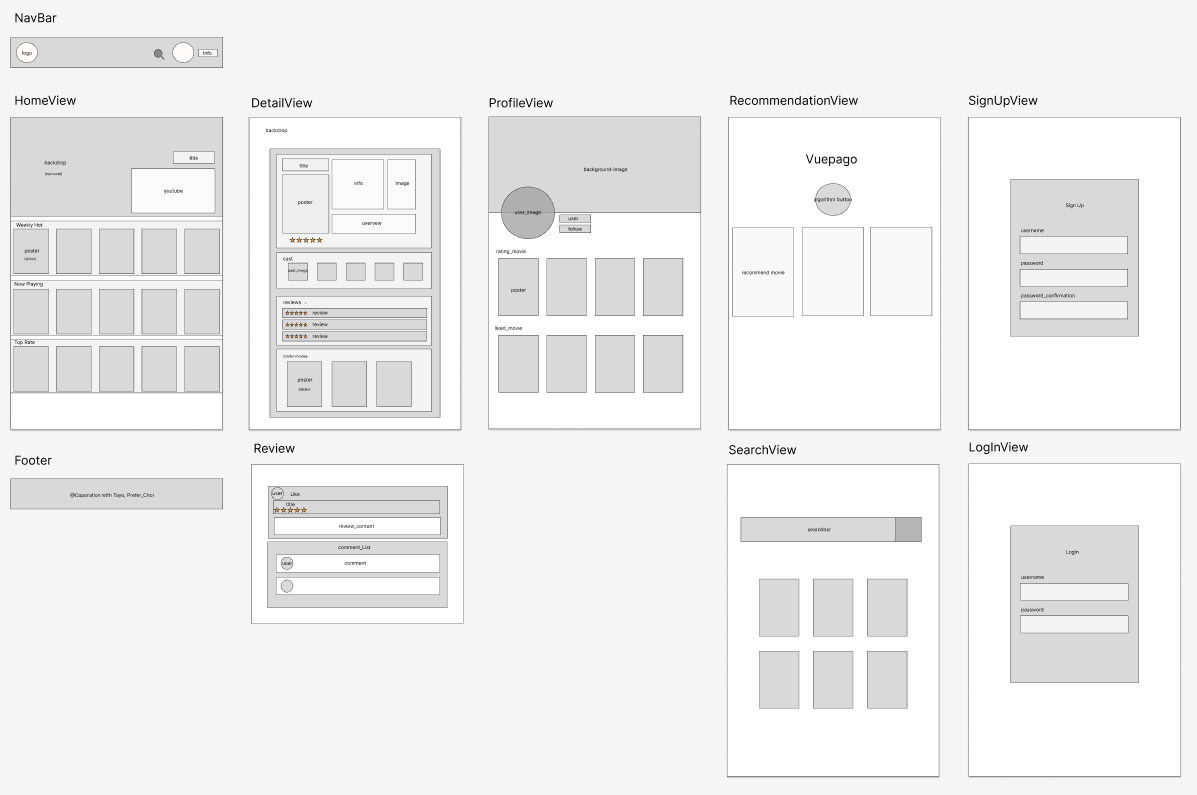 NavBar
logo
info
HomeView
backdrop
(carousel)
title
youtube
Weekly Hot
poster
(slider)
Now Playing
Top Rate
Footer
@Coporation with Tayo, Prefer_Choi
DetailView
backdrop
title
info
image
poster
overview
cast
cast_image
reviews
review
review
review
similar movies
poster
(slider)
Review
user
Like
title
review_content
comment_List
user
comment
ProfileView
background-image
user_image
user
follow
rating_movie
poster
liked_movie
RecommendationView
Vuepago
algorithm button
recommend movie
SearchView
searchbar
SignUpView
Sign Up
username
password
password_confirmation
LogInView
Login
username
password